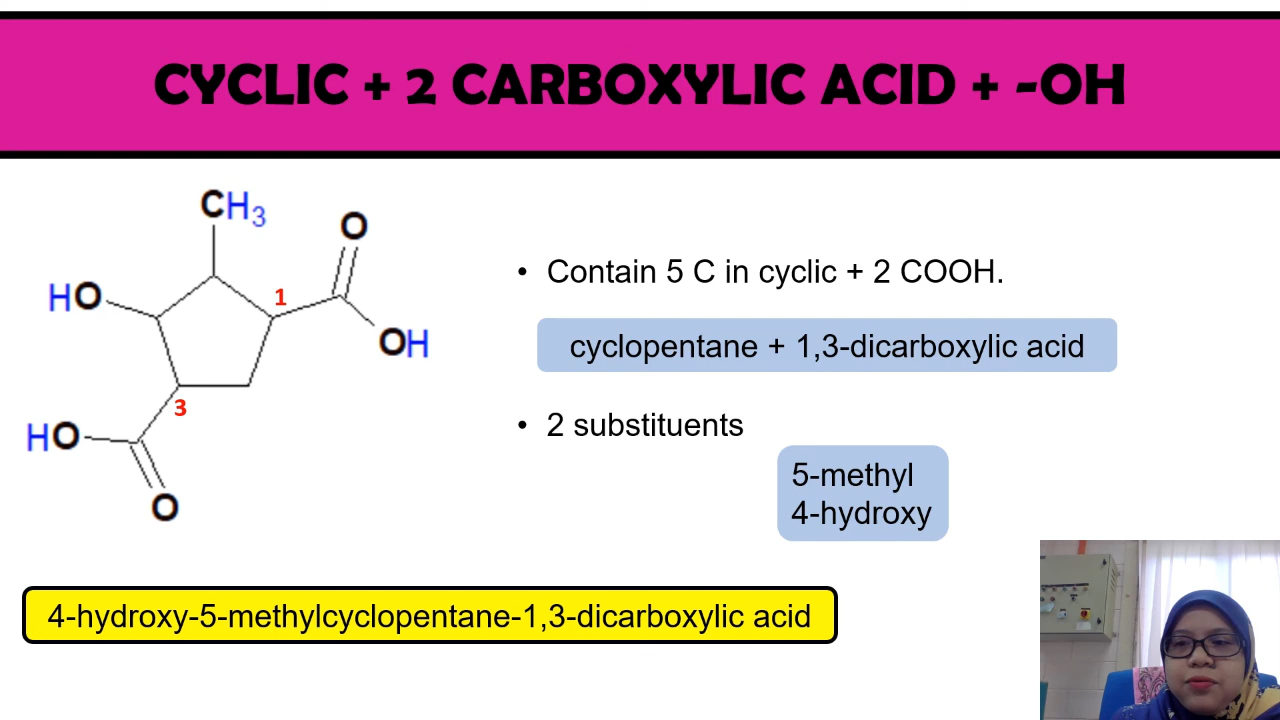 CYCLIC + 2 CARBOXYLIC ACID + -OH
CH3
O
HO
1
OH
3
HO
O
• Contain 5 C in cyclic + 2 COOH.
cyclopentane + 1,3-dicarboxylic acid
• 2 substituents
5-methyl
4-hydroxy
4-hydroxy-5-methylcyclopentane-1,3-dicarboxylic acid